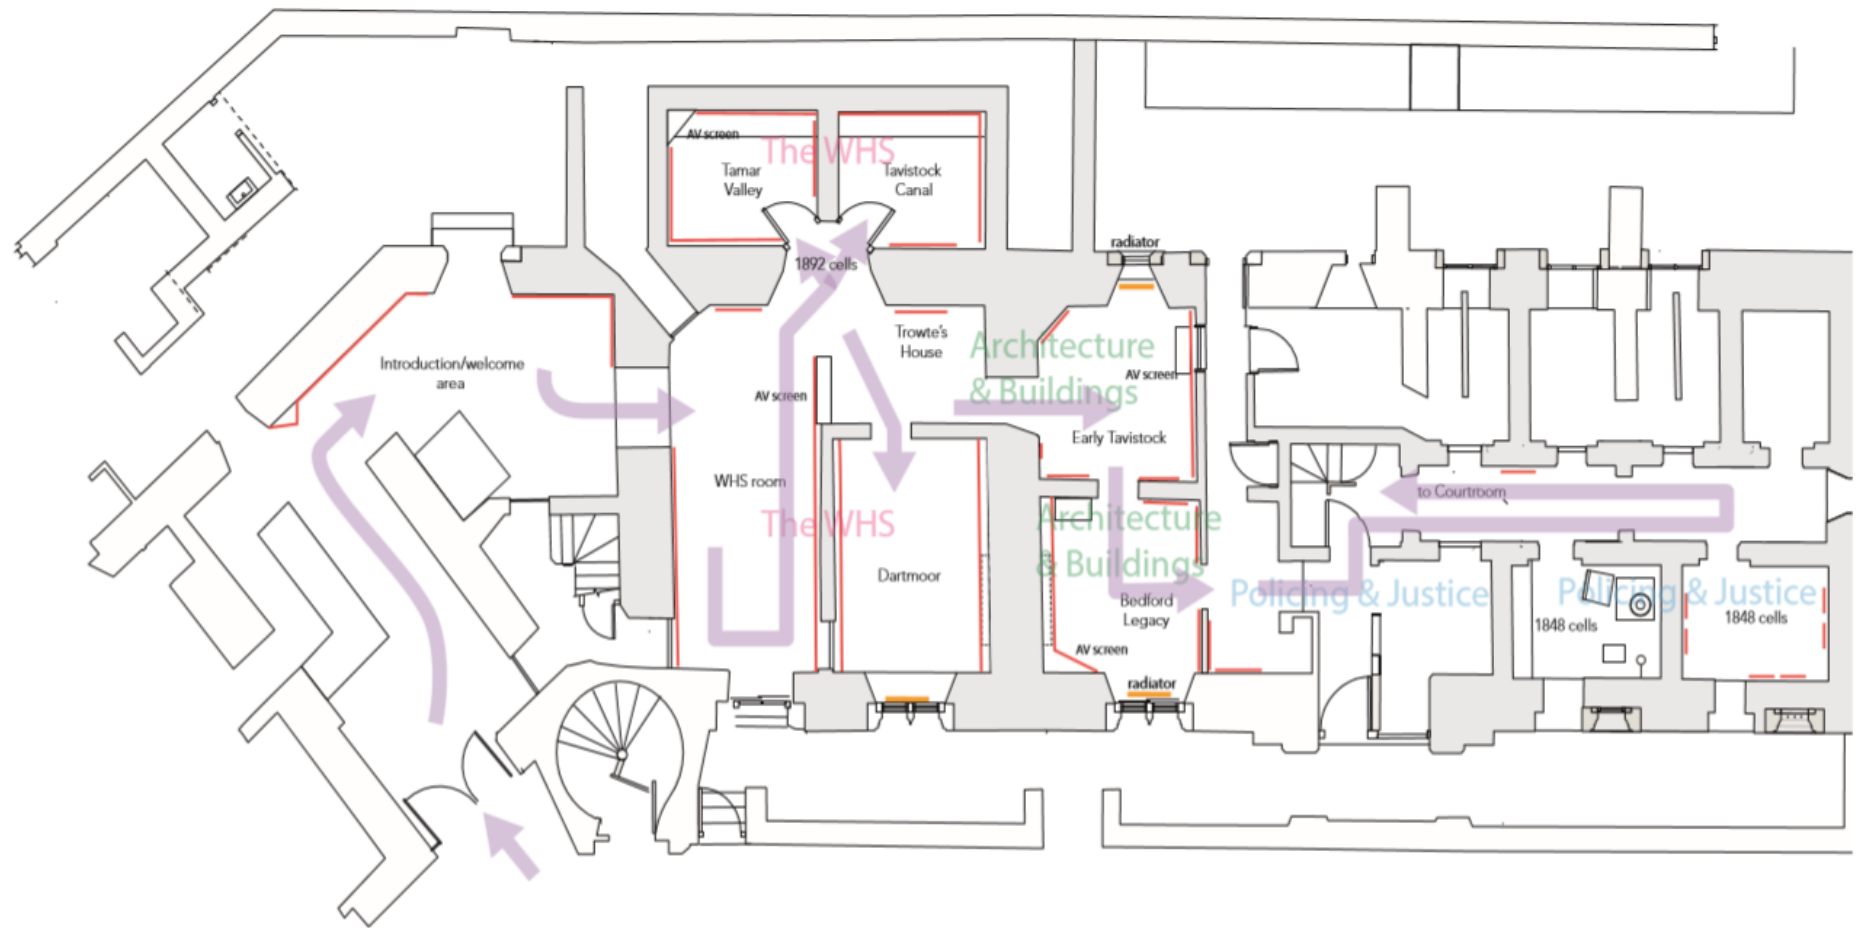 AV screen
The WHS
Tamar
Valley
Tavistock
Canal
1892 cells
radiator
Introduction/welcome
area
Trowte's
House
Architecture
& Buildings
AV screen
AV screen
Early Tavistock
WHS room
The WHS
to Courtroom
Architecture
& Buildings
Dartmoor
Bedford
Legacy
Policing & Justice
Policing & Justice
1848 cells
1848 cells
AV screen
radiator